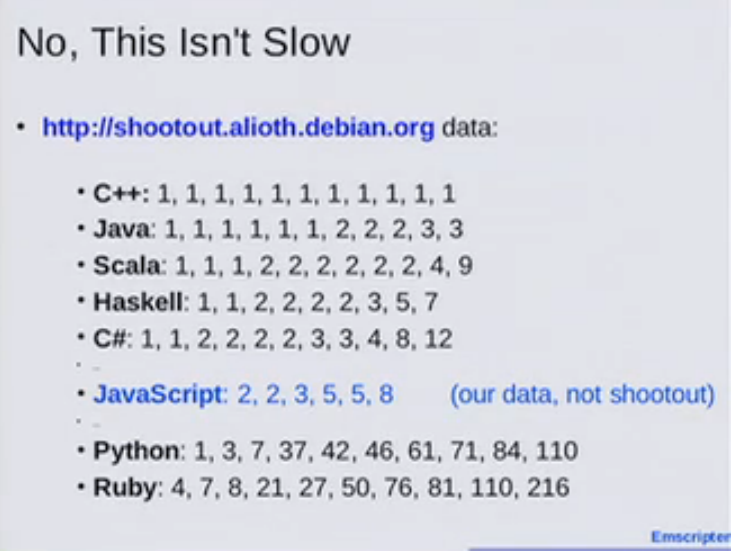 No, This Isn't Slow
• http://shootout.alioth.debian.org data:
• C++: 1, 1, 1, 1, 1, 1, 1, 1, 1, 1, 1
• Java: 1, 1, 1, 1, 1, 1, 2, 2, 2, 3, 3
• Scala: 1, 1, 1, 2, 2, 2, 2, 2, 2, 4, 9
• Haskell: 1, 1, 2, 2, 2, 2, 3, 5, 7
• C#: 1, 1, 2, 2, 2, 2, 3, 3, 4, 8, 12
• JavaScript: 2, 2, 3, 5, 5, 8 (our data, not shootout)
• Python: 1, 3, 7, 37, 42, 46, 61, 71, 84, 110
• Ruby: 4, 7, 8, 21, 27, 50, 76, 81, 110, 216
Emscripten